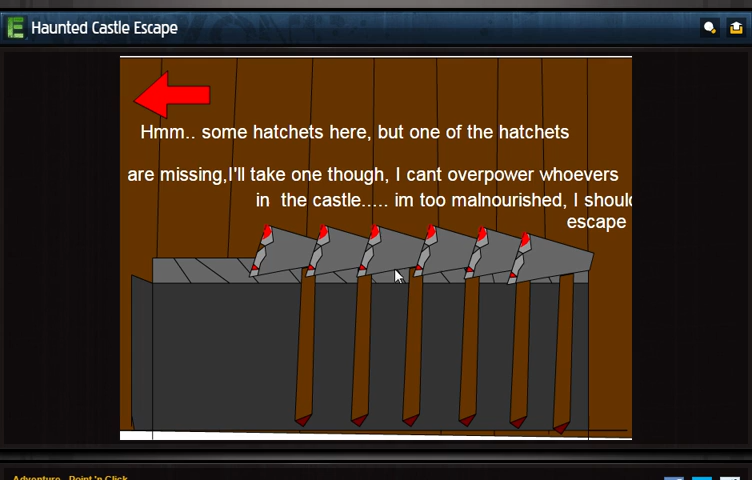 Haunted Castle Escape
Hmm.. some hatchets here, but one of the hatchets
are missing,I'll take one though, I cant overpower whoevers
in the castle..... im too malnourished, I should
escape
Adventure Point 'n Click